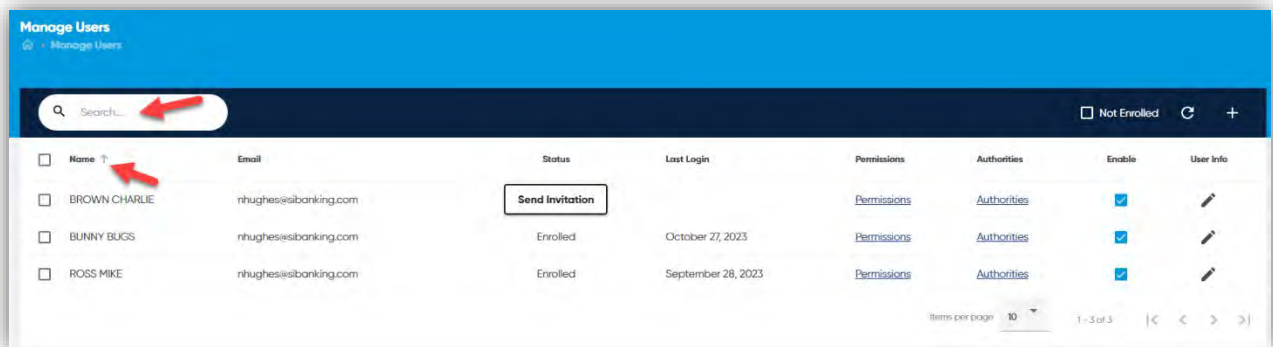 Manage Users
Manage Users
Search...
Not Enrolled
Name Email Status Last Login Permissions Authorities Enable User Info
BROWN CHARLIE nhughes@sibanking.com Send Invitation Permissions Authorities
BUNNY BUGS nhughes@sibanking.com Enrolled October 27, 2023 Permissions Authorities
ROSS MIKE nhughes@sibanking.com Enrolled September 28, 2023 Permissions Authorities
Items per page 10 1 - 3 of 3